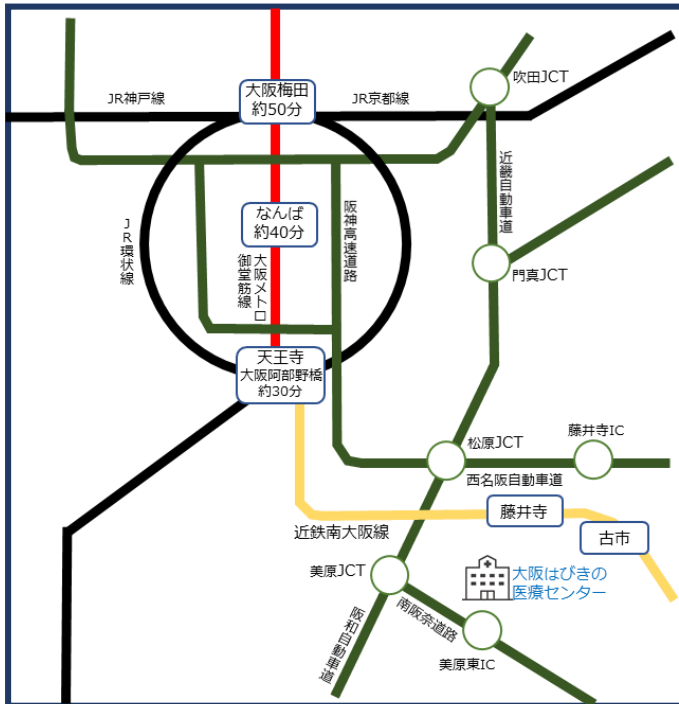 吹田JCT
大阪梅田
約50分
JR神戸線
JR京都線
近畿自動車道
なんば
約40分
阪神高速道路
JR環状線
大阪メトロ
御堂筋線
門真JCT
天王寺
大阪阿部野橋
約30分
松原JCT
藤井寺IC
西名阪自動車道
近鉄南大阪線
藤井寺
古市
美原JCT
大阪はびきの
医療センター
南阪奈道路
阪和自動車道
美原東IC